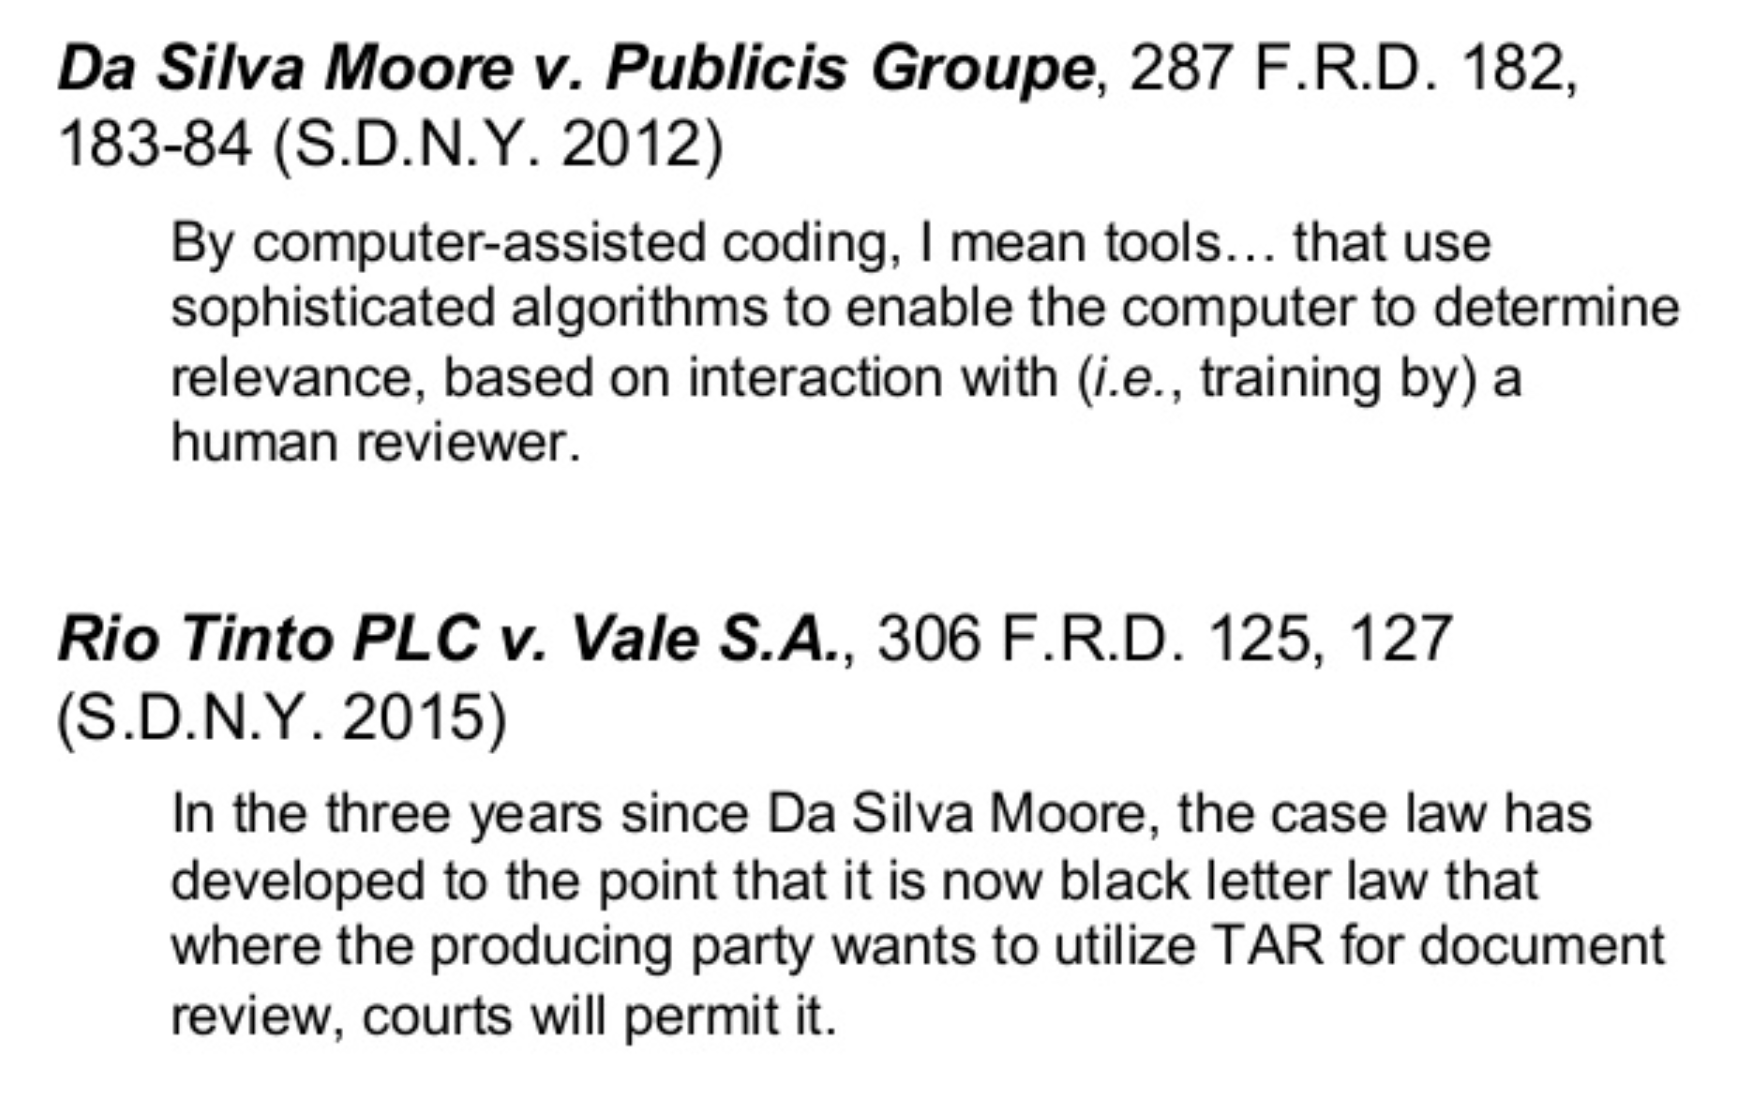 Da Silva Moore v. Publicis Groupe, 287 F.R.D. 182,
183-84 (S.D.N.Y. 2012)
By computer-assisted coding, I mean tools… that use
sophisticated algorithms to enable the computer to determine
relevance, based on interaction with (i.e., training by) a
human reviewer.
Rio Tinto PLC v. Vale S.A., 306 F.R.D. 125, 127
(S.D.N.Y. 2015)
In the three years since Da Silva Moore, the case law has
developed to the point that it is now black letter law that
where the producing party wants to utilize TAR for document
review, courts will permit it.